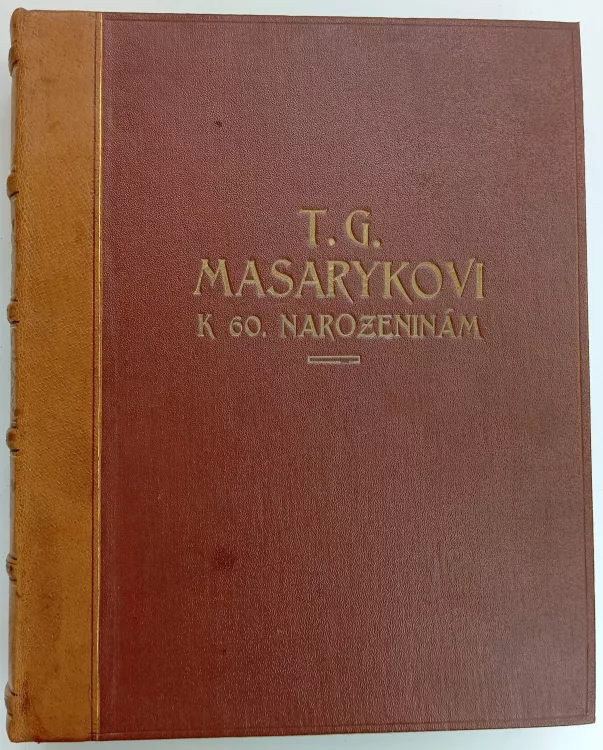 T. G.
MASARYKOVI
K 60. NAROZENINÁM